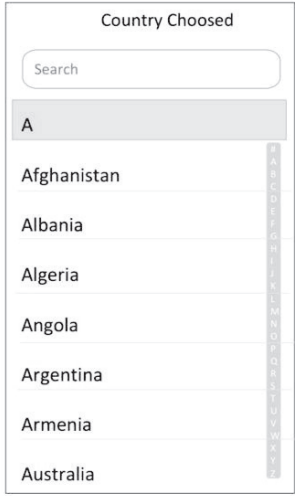 Country Choosed
Search
A
Afghanistan
Albania
Algeria
Angola
Argentina
Armenia
Australia
#
A
B
C
D
E
F
G
H
I
J
K
L
M
N
O
P
Q
R
S
T
U
V
W
X
Y
Z